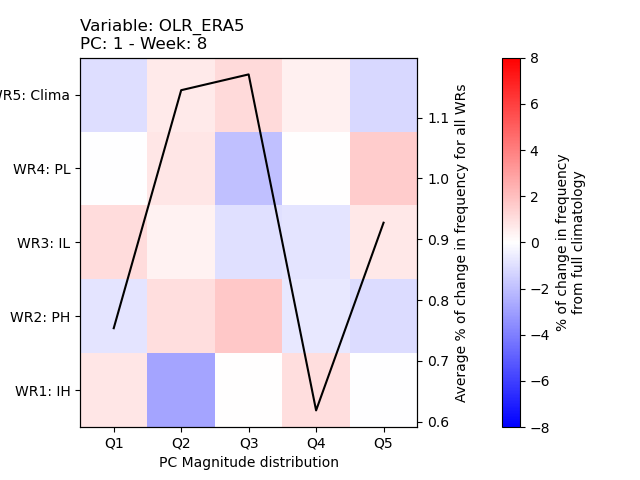 Variable: OLR_ERA5
PC: 1 - Week: 8
WR5: Clima
WR4: PL
WR3: IL
WR2: PH
WR1: IH
Q1 Q2 Q3 Q4 Q5
PC Magnitude distribution
1.1
1.0
0.9
0.8
0.7
0.6
Average % of change in frequency for all WRs
8
6
4
2
0
−2
−4
−6
−8
% of change in frequency
from full climatology